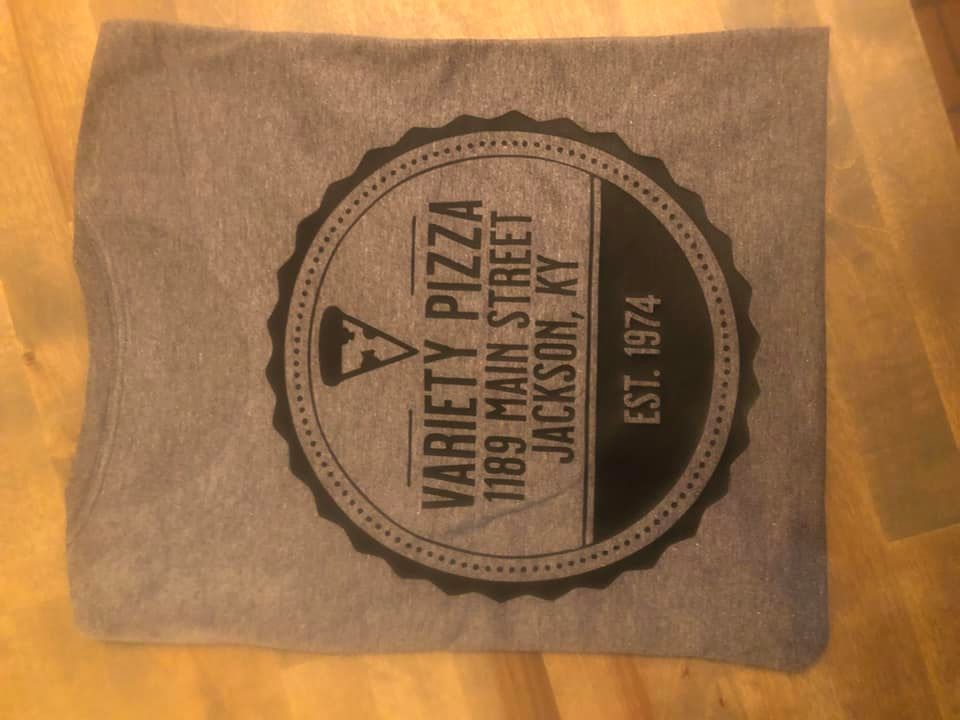 VARIETY PIZZA
1189 MAIN STREET
JACKSON, KY
EST. 1974